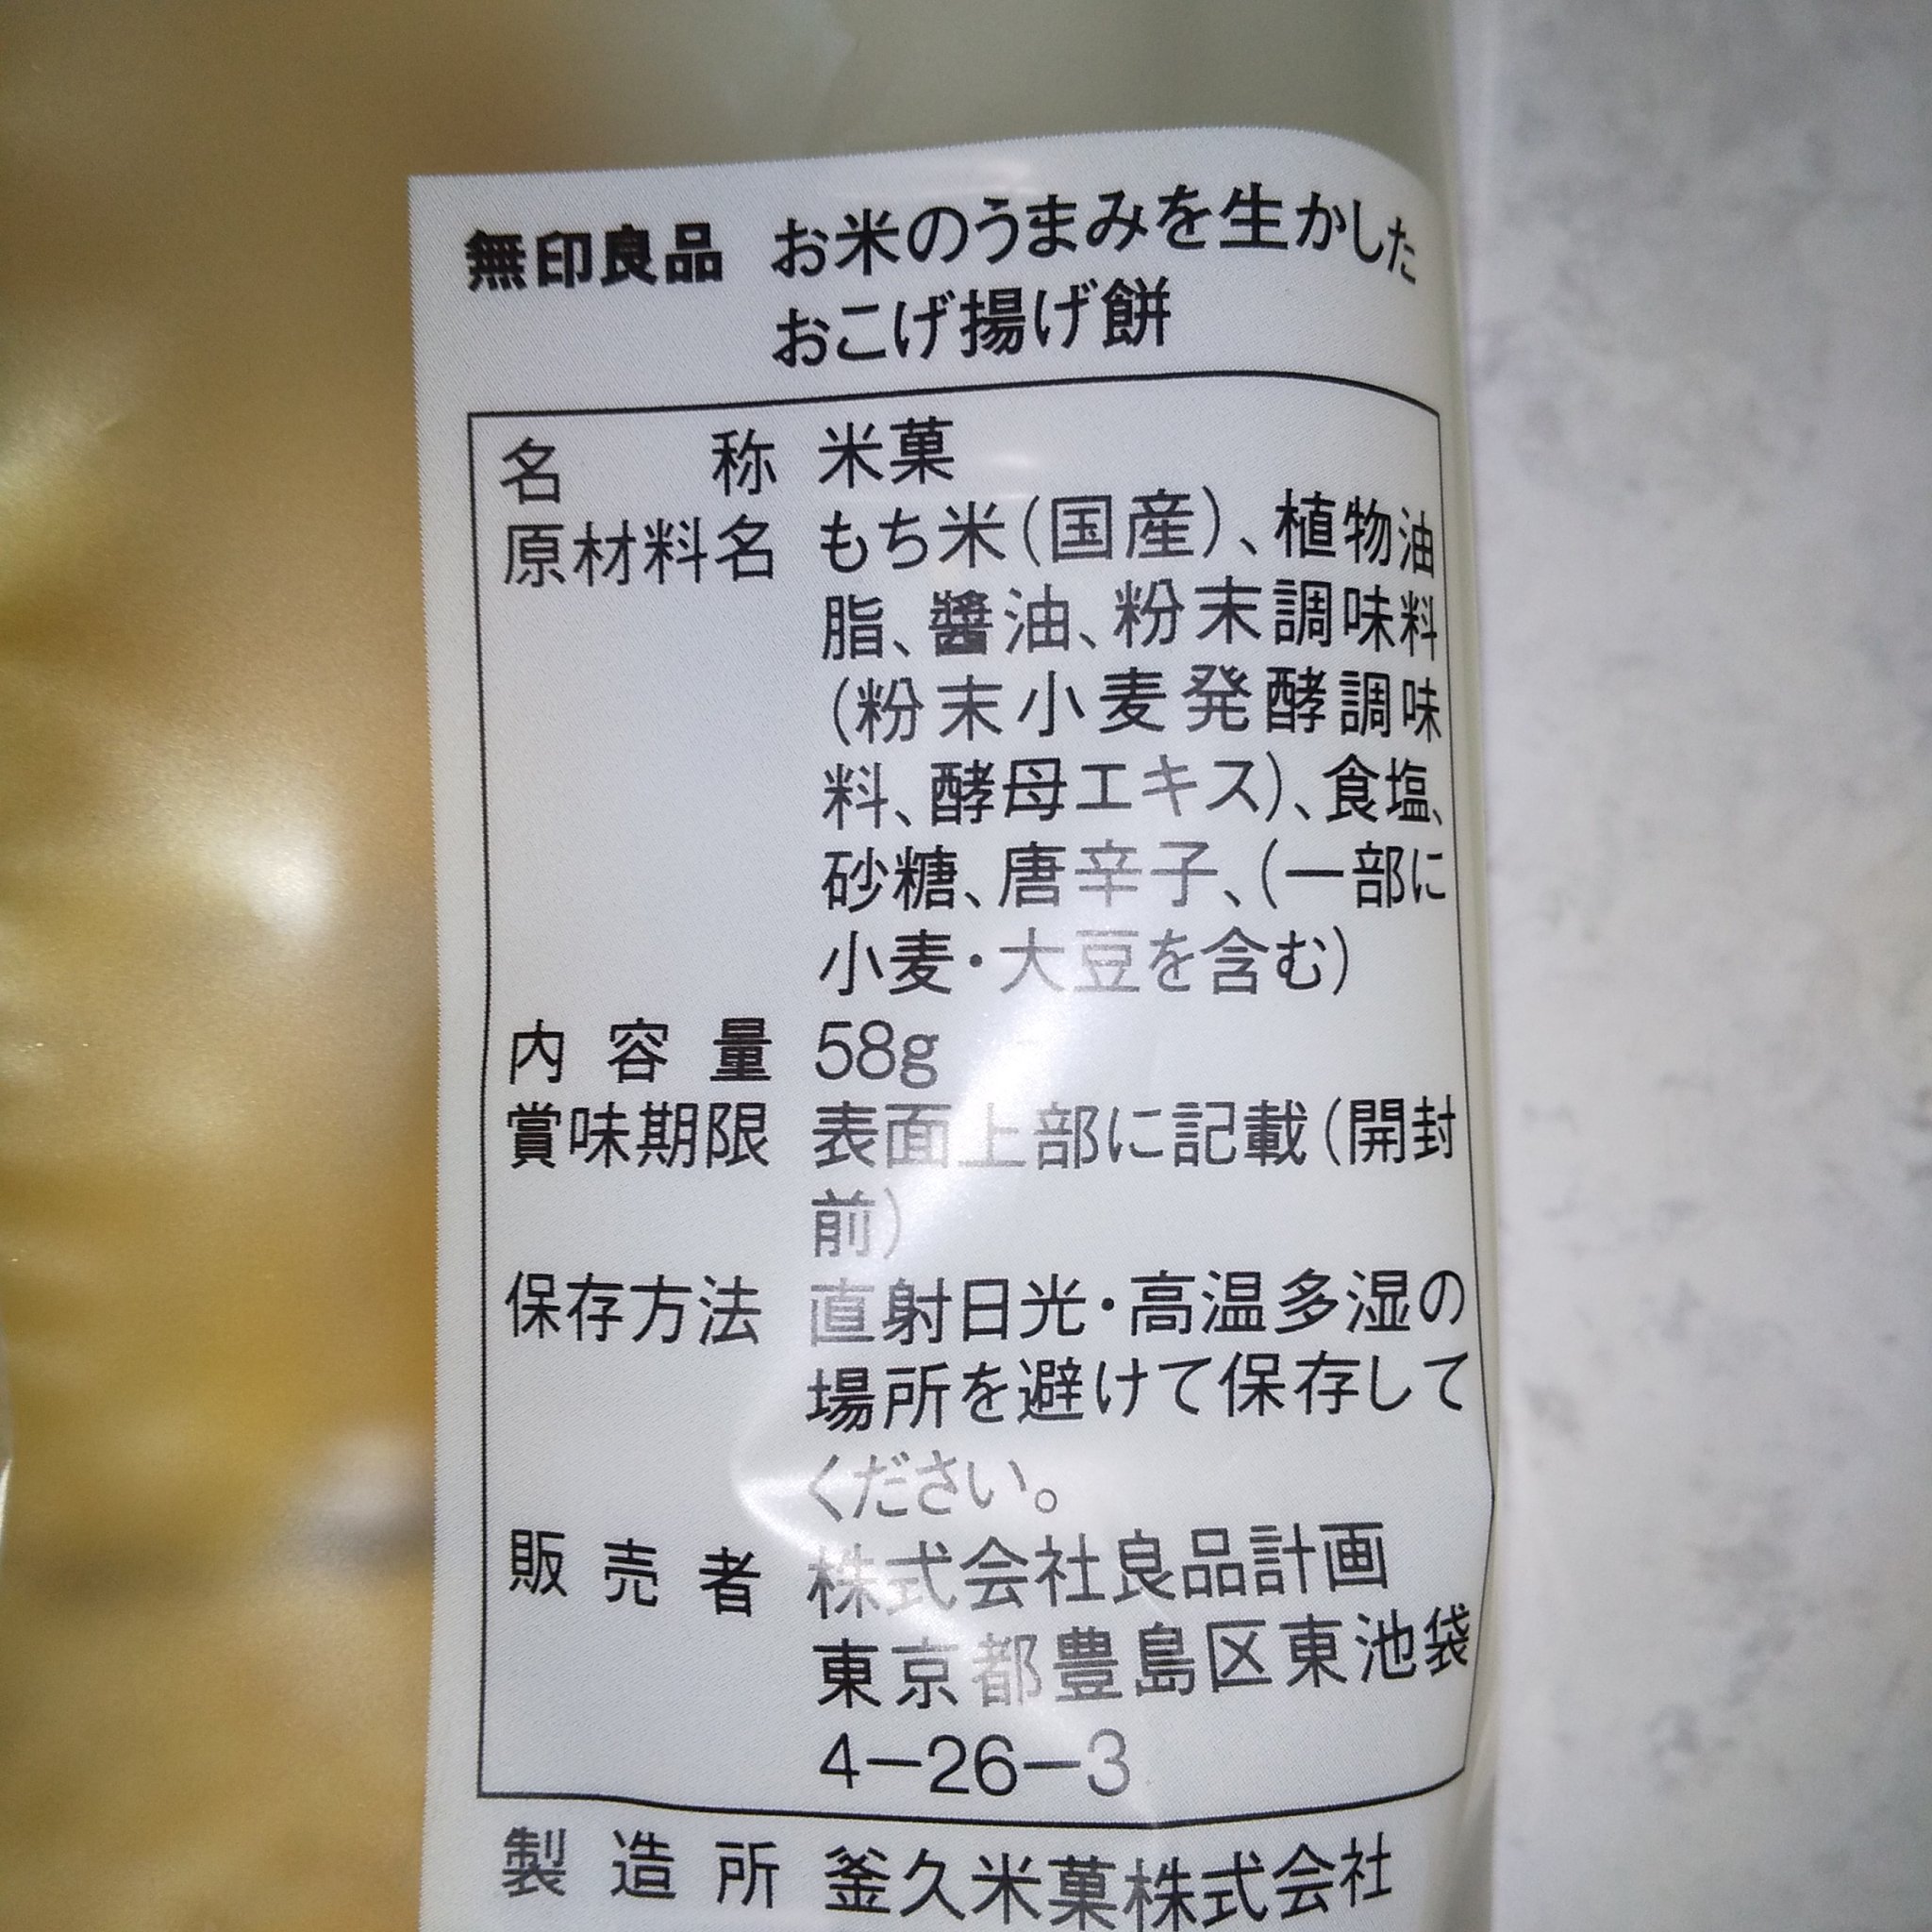 無印良品 お米のうまみを生かした
おこげ揚げ餅
名称 米菓
原材料名 もち米(国産)、植物油
脂、醬油、粉末調味料
(粉末小麦発酵調味
料、酵母エキス)、食塩、
砂糖、唐辛子、(一部に
小麦・大豆を含む)
内容量 58g
賞味期限 表面上部に記載(開封
前)
保存方法 直射日光・高温多湿の
場所を避けて保存して
ください。
販売者 株式会社良品計画
東京都豊島区東池袋
4-26-3
製造所 釜久米菓株式会社